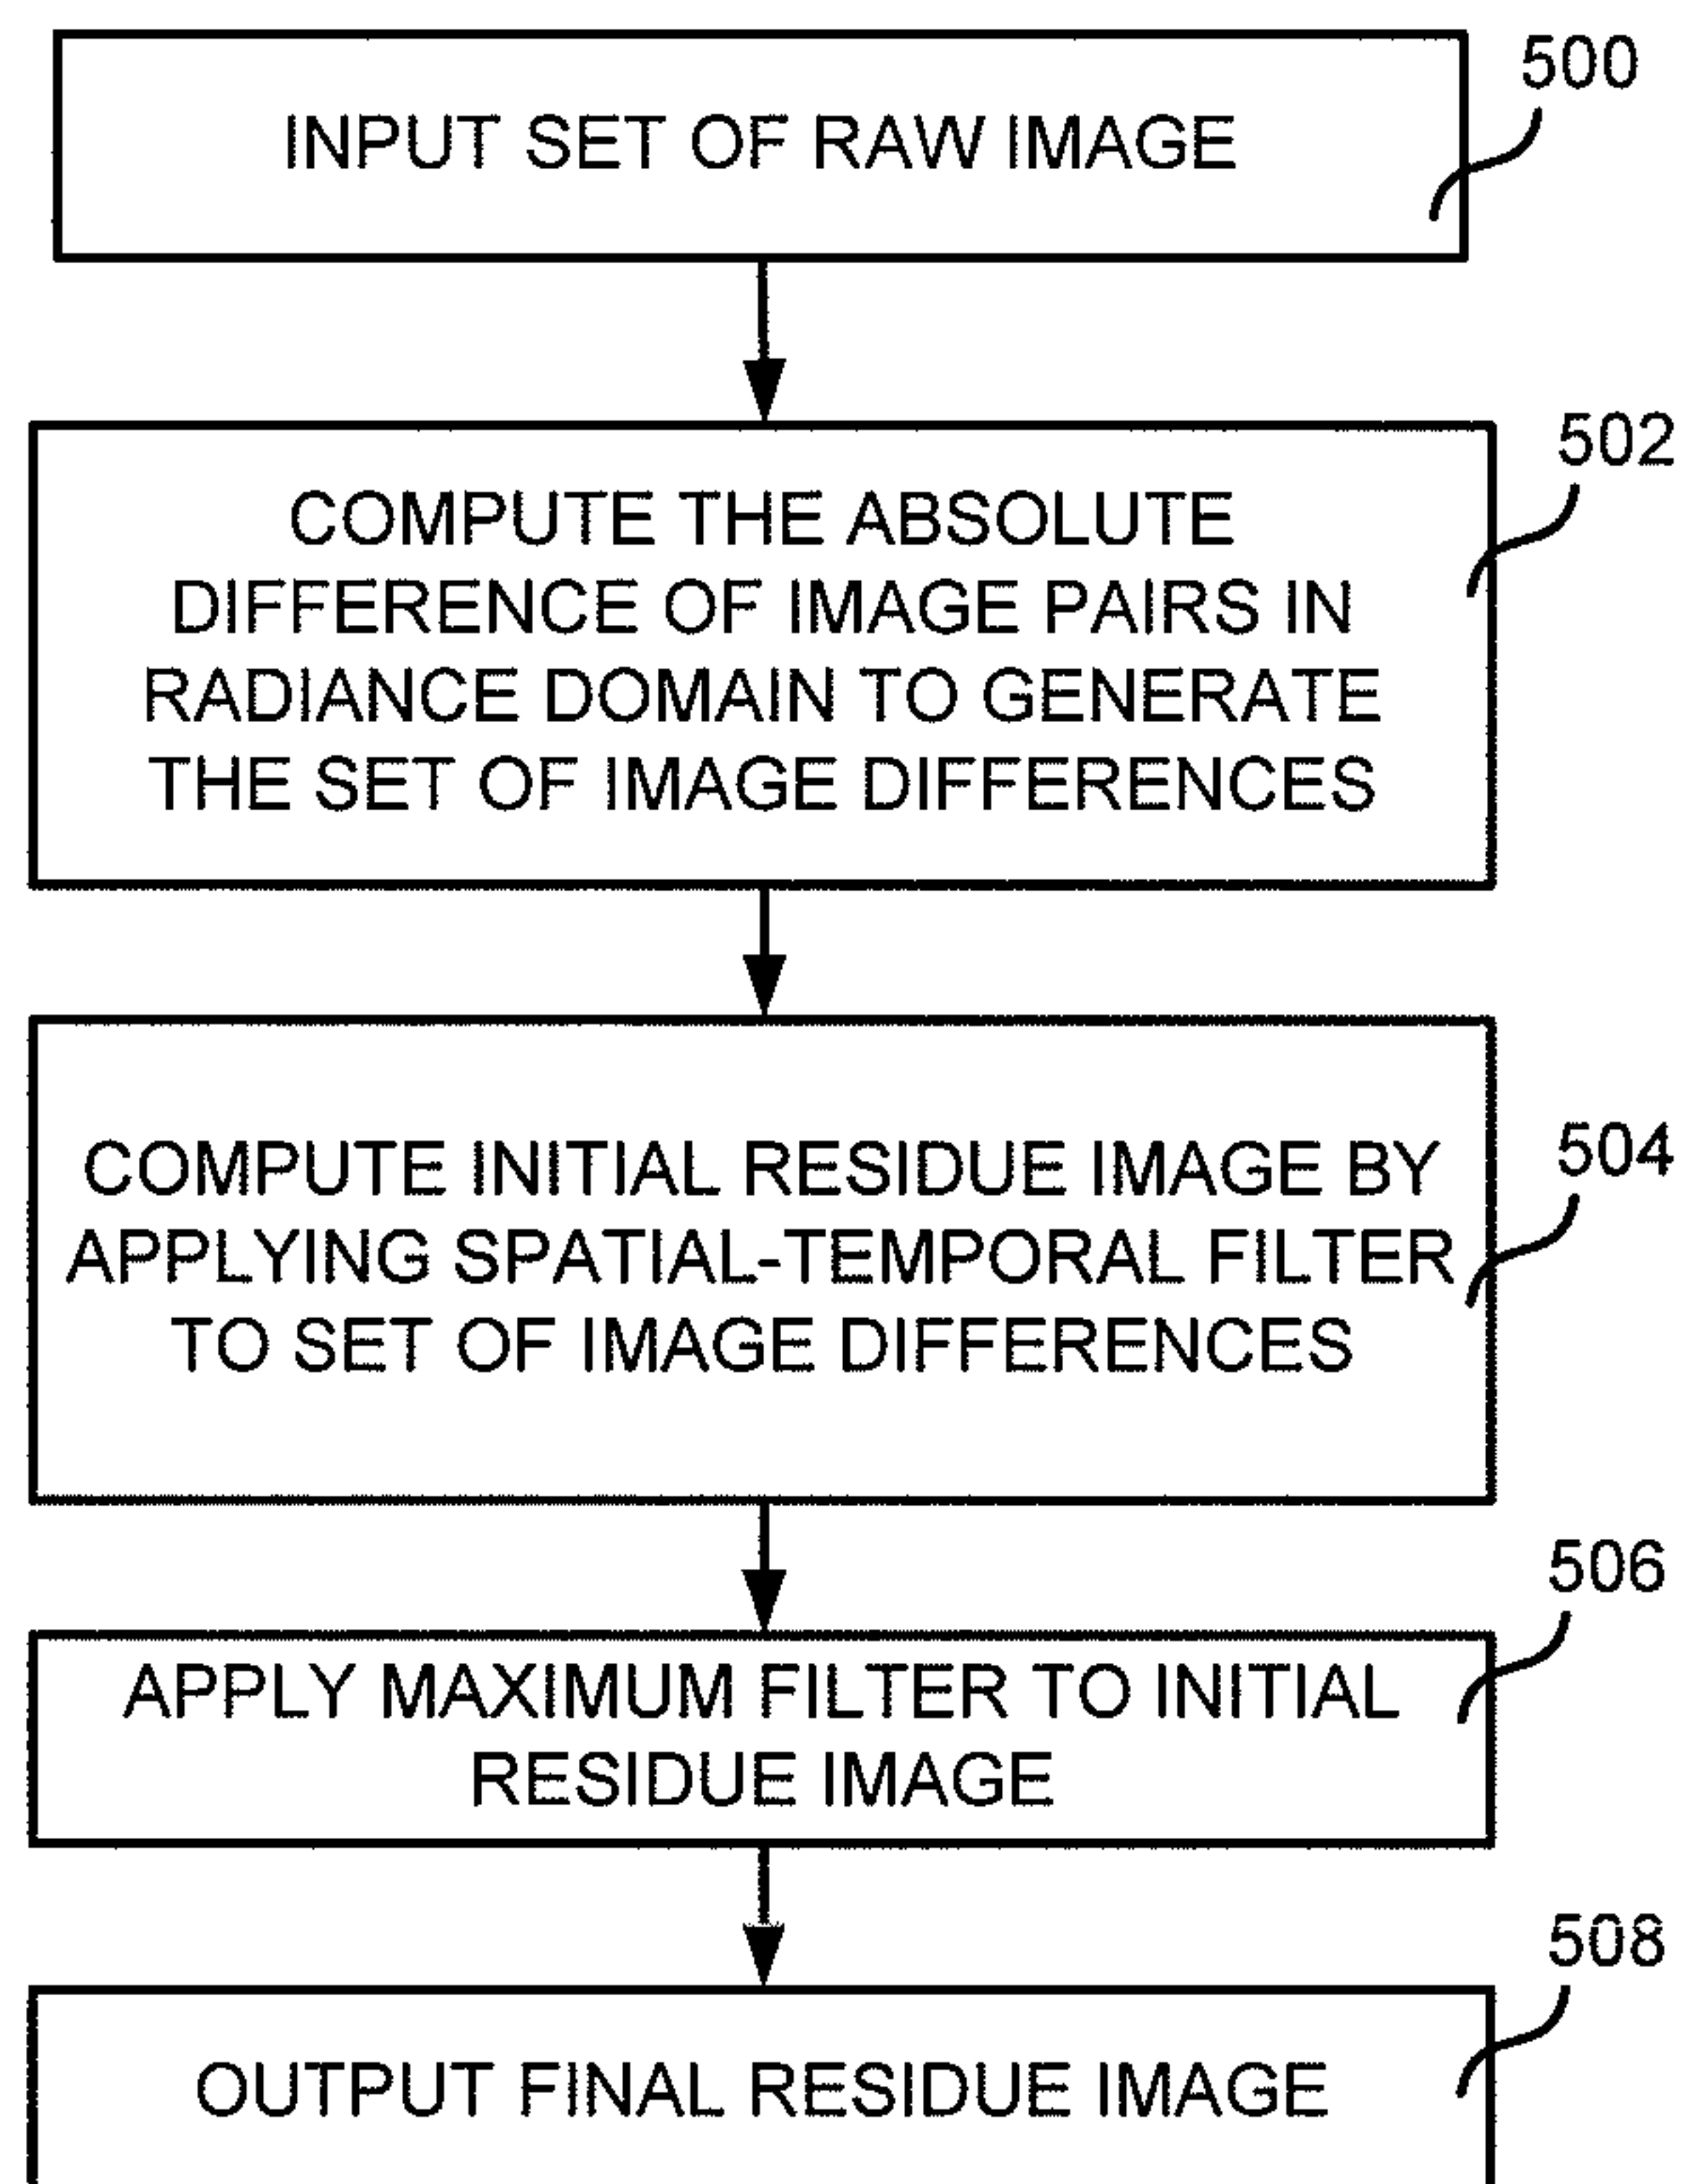 500
INPUT SET OF RAW IMAGE
502
COMPUTE THE ABSOLUTE
DIFFERENCE OF IMAGE PAIRS IN
RADIANCE DOMAIN TO GENERATE
THE SET OF IMAGE DIFFERENCES
504
COMPUTE INITIAL RESIDUE IMAGE BY
APPLYING SPATIAL-TEMPORAL FILTER
TO SET OF IMAGE DIFFERENCES
506
APPLY MAXIMUM FILTER TO INITIAL
RESIDUE IMAGE
508
OUTPUT FINAL RESIDUE IMAGE